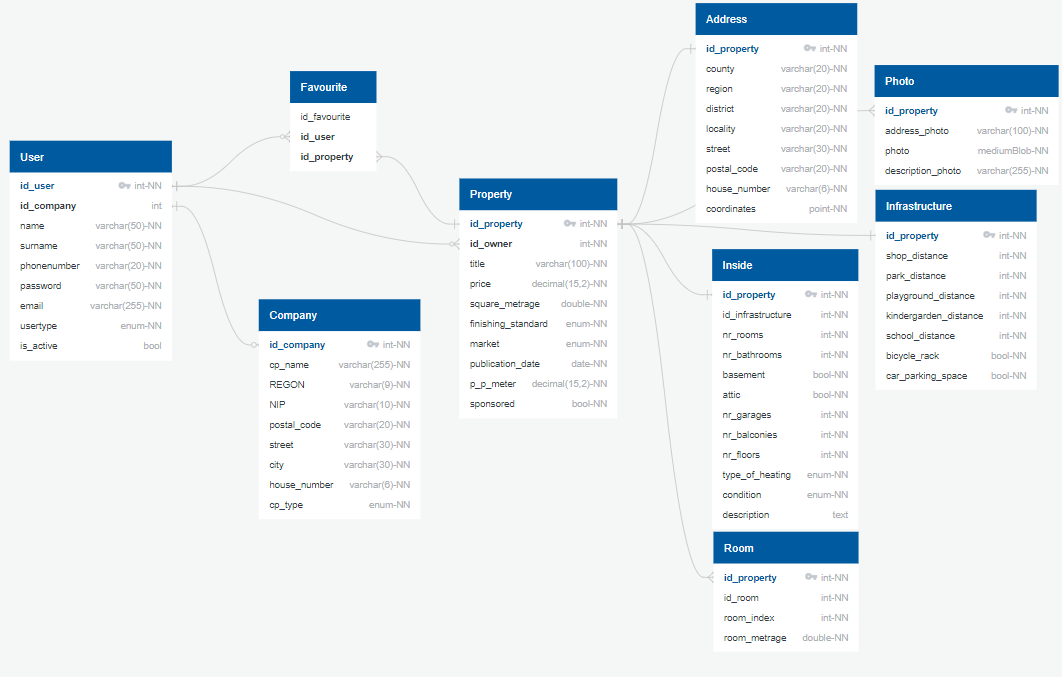 User
id_user int-NN
id_company int
name varchar(50)-NN
surname varchar(50)-NN
phonenumber varchar(20)-NN
password varchar(50)-NN
email varchar(255)-NN
usertype enum-NN
is_active bool
Favourite
id_favourite
id_user
id_property
Company
id_company int-NN
cp_name varchar(255)-NN
REGON varchar(9)-NN
NIP varchar(10)-NN
postal_code varchar(20)-NN
street varchar(30)-NN
city varchar(30)-NN
house_number varchar(6)-NN
cp_type enum-NN
Property
id_property int-NN
id_owner int-NN
title varchar(100)-NN
price decimal(15,2)-NN
square_metrage double-NN
finishing_standard enum-NN
market enum-NN
publication_date date-NN
p_p_meter decimal(15,2)-NN
sponsored bool-NN
Address
id_property int-NN
county varchar(20)-NN
region varchar(20)-NN
district varchar(20)-NN
locality varchar(20)-NN
street varchar(30)-NN
postal_code varchar(20)-NN
house_number varchar(6)-NN
coordinates point-NN
Photo
id_property int-NN
address_photo varchar(100)-NN
photo mediumBlob-NN
description_photo varchar(255)-NN
Infrastructure
id_property int-NN
shop_distance int-NN
park_distance int-NN
playground_distance int-NN
kindergarden_distance int-NN
school_distance int-NN
bicycle_rack bool-NN
car_parking_space bool-NN
Inside
id_property int-NN
id_infrastructure int-NN
nr_rooms int-NN
nr_bathrooms int-NN
basement bool-NN
attic bool-NN
nr_garages int-NN
nr_balconies int-NN
nr_floors int-NN
type_of_heating enum-NN
condition enum-NN
description text
Room
id_property int-NN
id_room int-NN
room_index int-NN
room_metrage double-NN